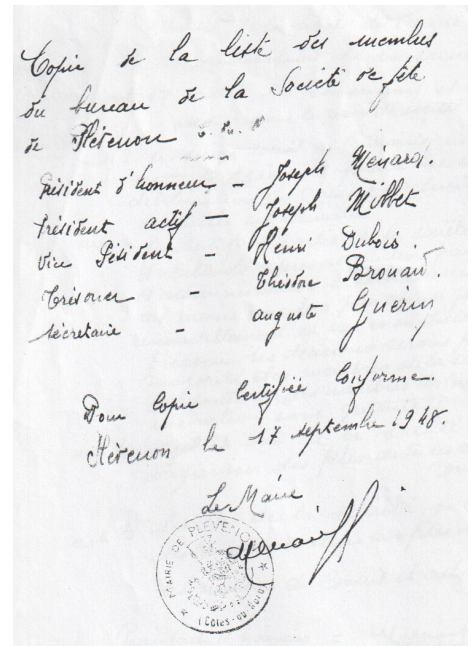 Copie de la liste des membres
du bureau de la Société de fête
de Plévenon
Président d'honneur - Joseph Ménard.
Président actif - Joseph Millet
Vice Président - Henri Dubois.
Trésorier - Théodore Brouard.
secrétaire - auguste Guérin
Pour copie Certifiée Conforme.
Plévenon le 17 septembre 1948.
Le Maire
MAIRIE DE PLEVENON
(Côtes-du-Nord)